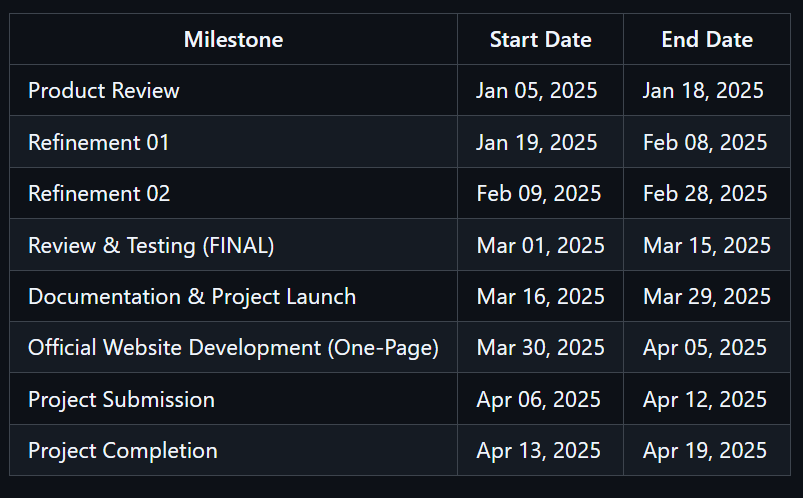 Milestone Start Date End Date
Product Review Jan 05, 2025 Jan 18, 2025
Refinement 01 Jan 19, 2025 Feb 08, 2025
Refinement 02 Feb 09, 2025 Feb 28, 2025
Review & Testing (FINAL) Mar 01, 2025 Mar 15, 2025
Documentation & Project Launch Mar 16, 2025 Mar 29, 2025
Official Website Development (One-Page) Mar 30, 2025 Apr 05, 2025
Project Submission Apr 06, 2025 Apr 12, 2025
Project Completion Apr 13, 2025 Apr 19, 2025